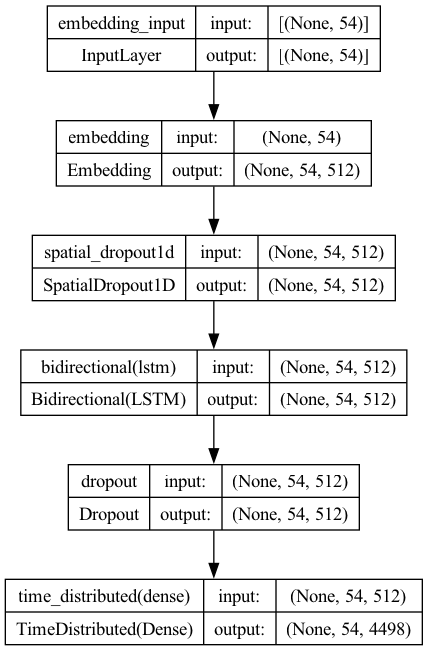 embedding_input input: [(None, 54)]
InputLayer output: [(None, 54)]
embedding input: (None, 54)
Embedding output: (None, 54, 512)
spatial_dropout1d input: (None, 54, 512)
SpatialDropout1D output: (None, 54, 512)
bidirectional(lstm) input: (None, 54, 512)
Bidirectional(LSTM) output: (None, 54, 512)
dropout input: (None, 54, 512)
Dropout output: (None, 54, 512)
time_distributed(dense) input: (None, 54, 512)
TimeDistributed(Dense) output: (None, 54, 4498)